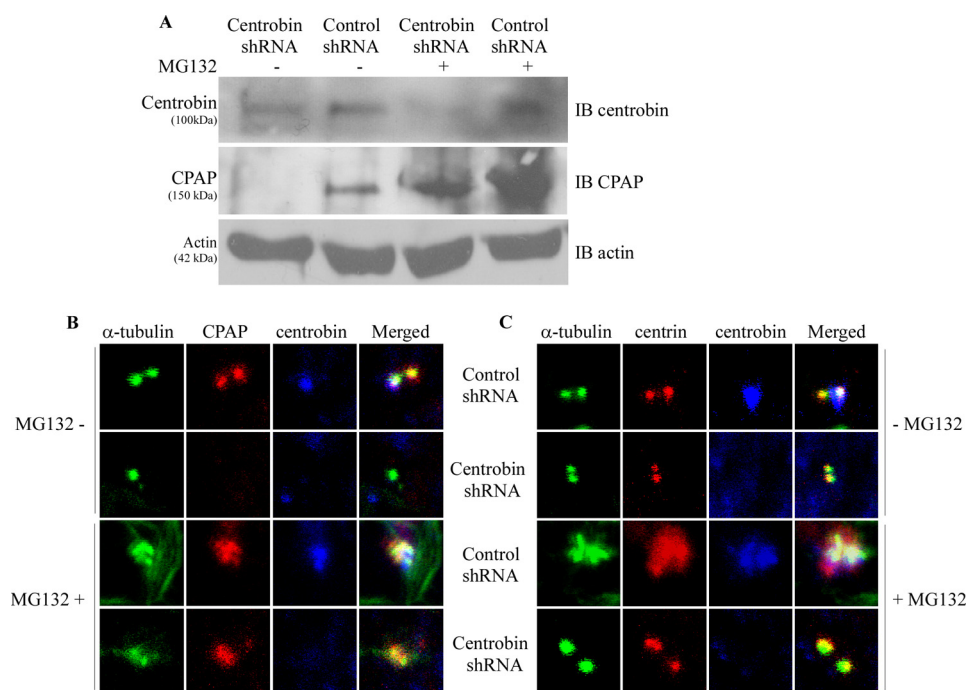 A
Centrobin Control Centrobin Control
shRNA shRNA shRNA shRNA
MG132 - - + +
Centrobin
(100kDa)
IB centrobin
CPAP
(150 kDa)
IB CPAP
Actin
(42 kDa)
IB actin
B
α-tubulin CPAP centrobin Merged
C
α-tubulin centrin centrobin Merged
MG132 -
Control
shRNA
- MG132
Centrobin
shRNA
MG132 +
Control
shRNA
+ MG132
Centrobin
shRNA